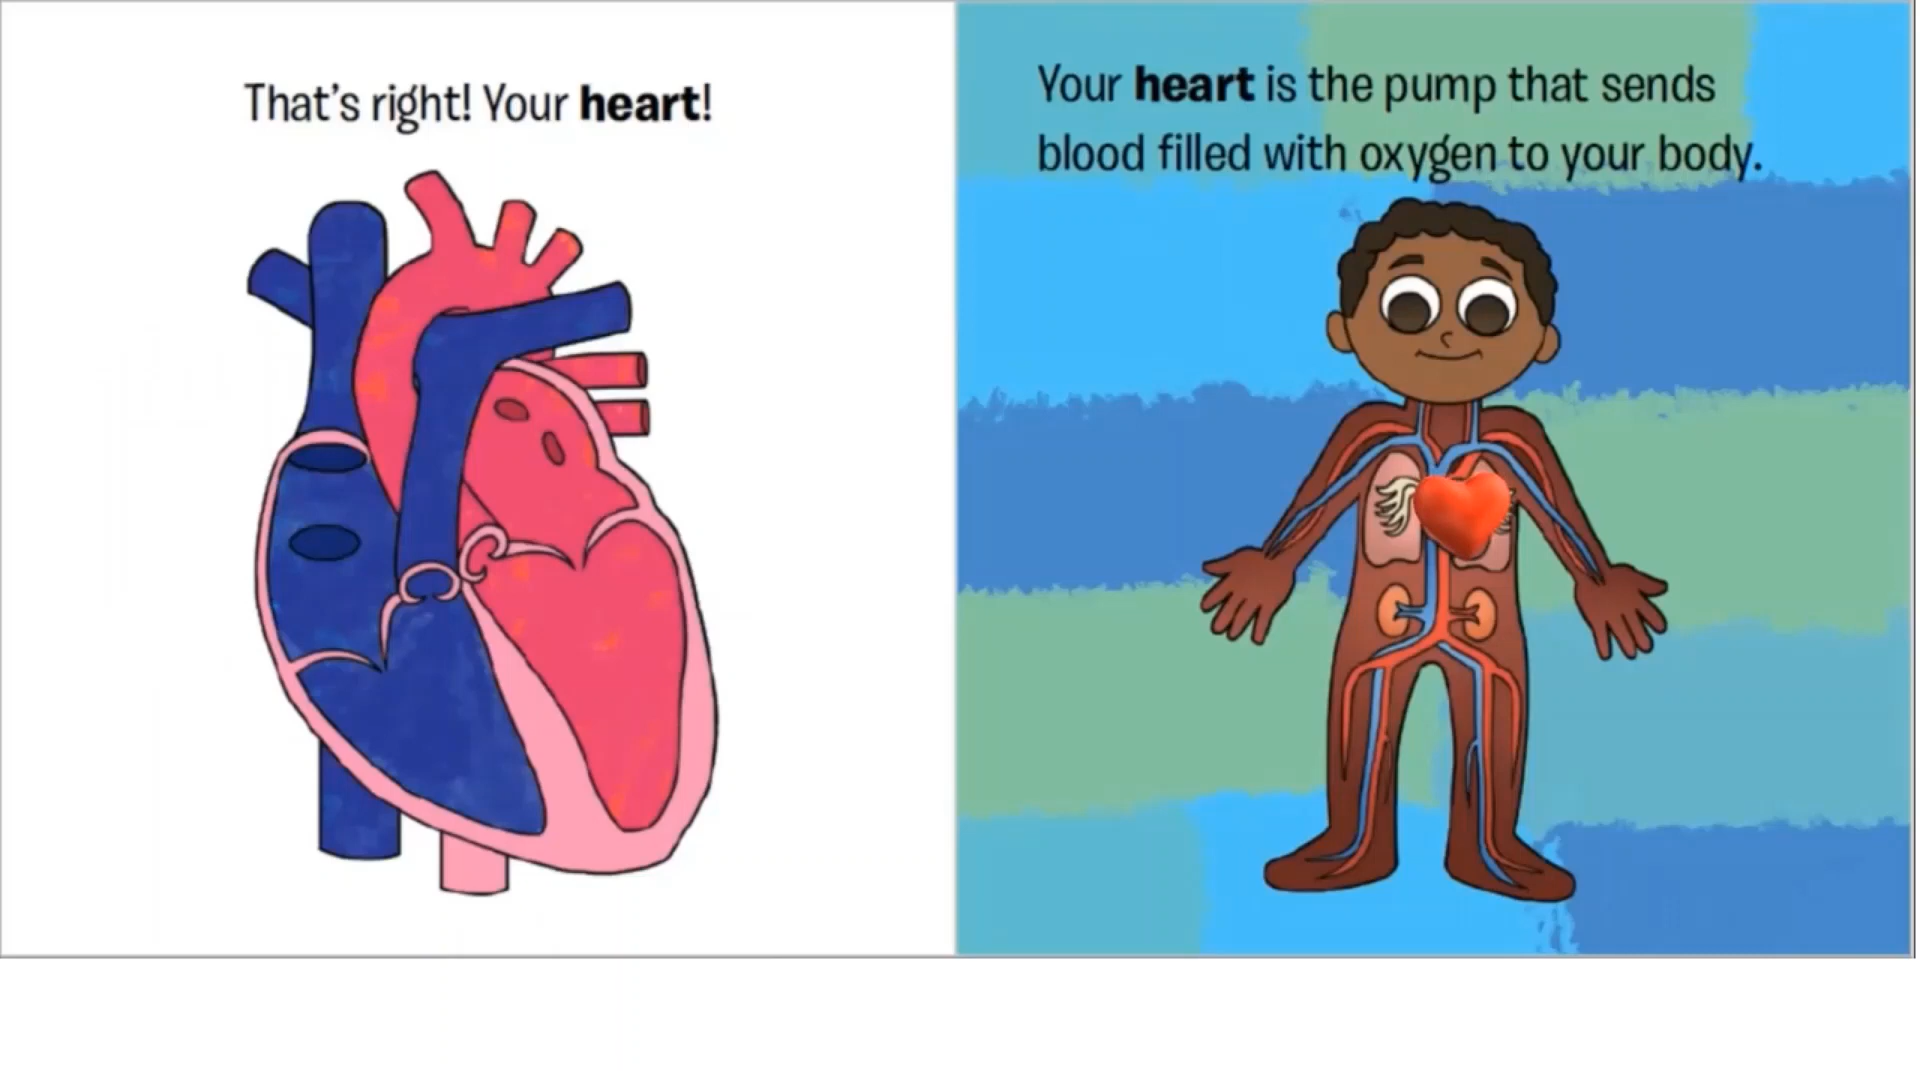 That's right! Your heart!
Your heart is the pump that sends
blood filled with oxygen to your body.